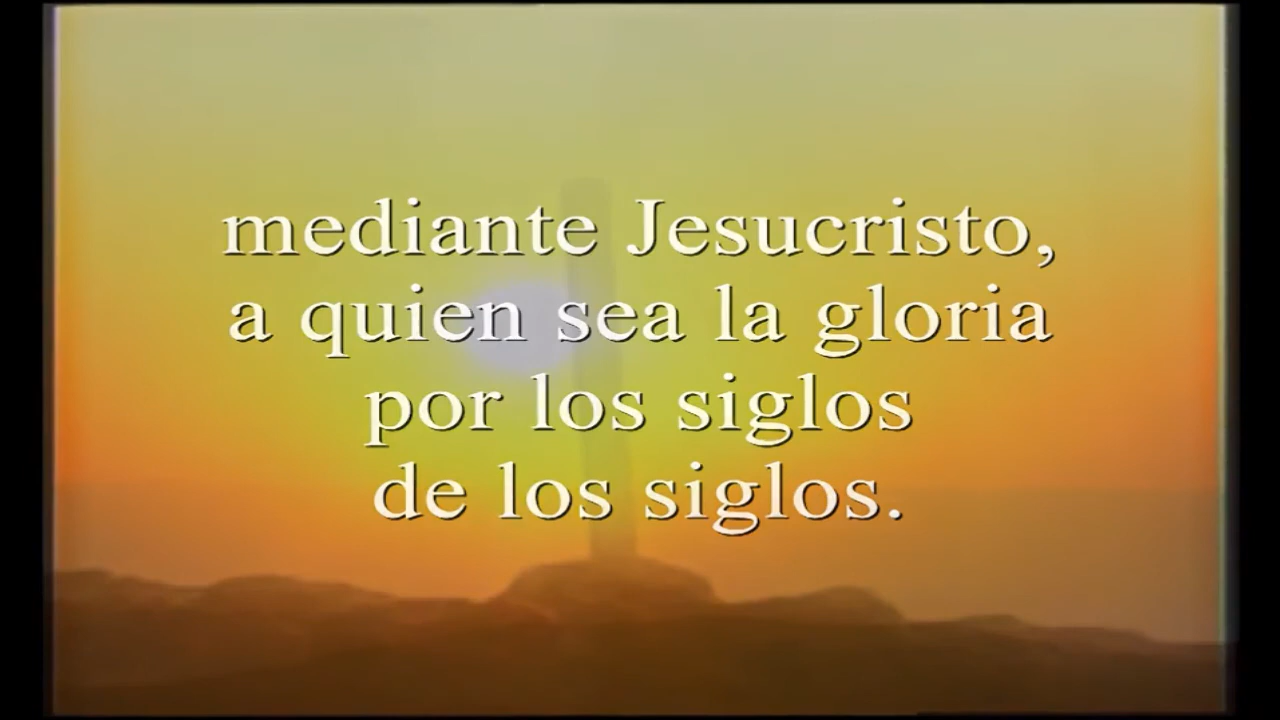 mediante Jesucristo,
a quien sea la gloria
por los siglos
de los siglos.